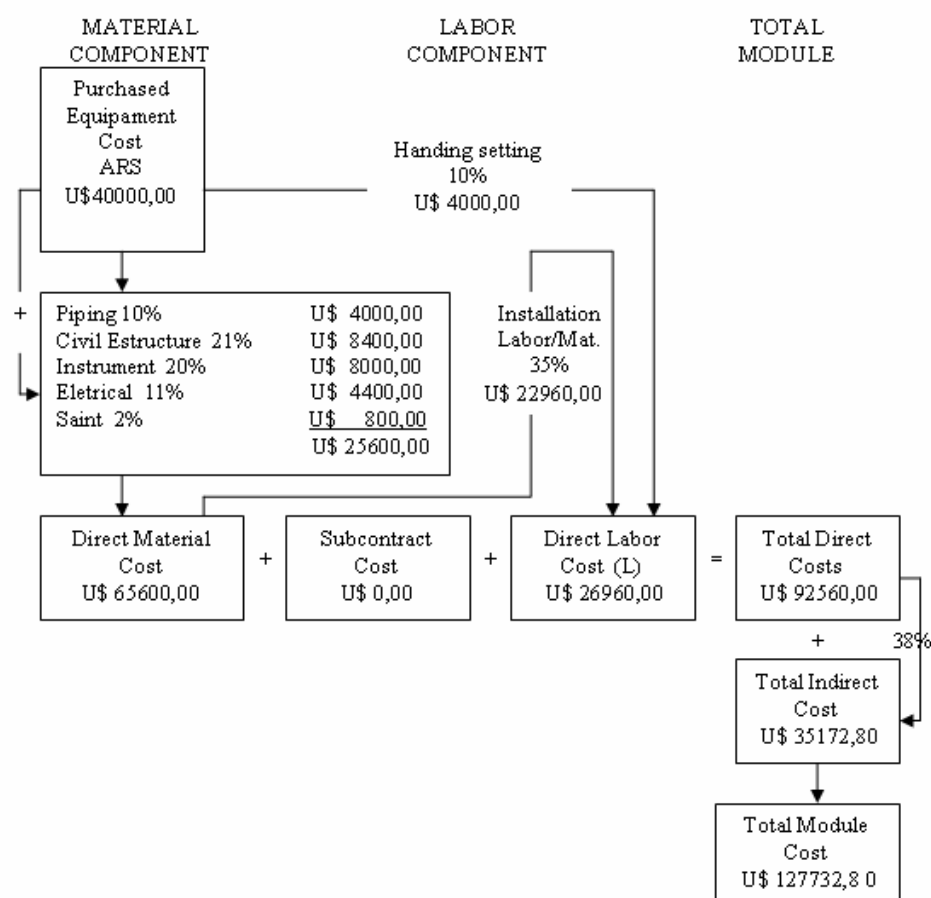 MATERIAL
COMPONENT
LABOR
COMPONENT
TOTAL
MODULE
Purchased
Equipament
Cost
ARS
U$40000,00
Handing setting
10%
U$ 4000,00
+
Piping 10% U$ 4000,00
Civil Estructure 21% U$ 8400,00
Instrument 20% U$ 8000,00
Eletrical 11% U$ 4400,00
Saint 2% U$ 800,00
U$ 25600,00
Installation
Labor/Mat.
35%
U$ 22960,00
Direct Material
Cost
U$ 65600,00
+
Subcontract
Cost
U$ 0,00
+
Direct Labor
Cost (L)
U$ 26960,00
=
Total Direct
Costs
U$ 92560,00
+
38%
Total Indirect
Cost
U$ 35172,80
Total Module
Cost
U$ 127732,8 0